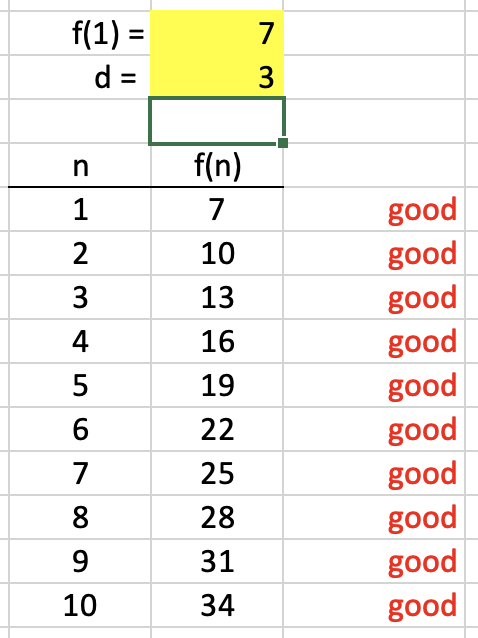 f(1) = 7
d = 3
n f(n)
1 7 good
2 10 good
3 13 good
4 16 good
5 19 good
6 22 good
7 25 good
8 28 good
9 31 good
10 34 good